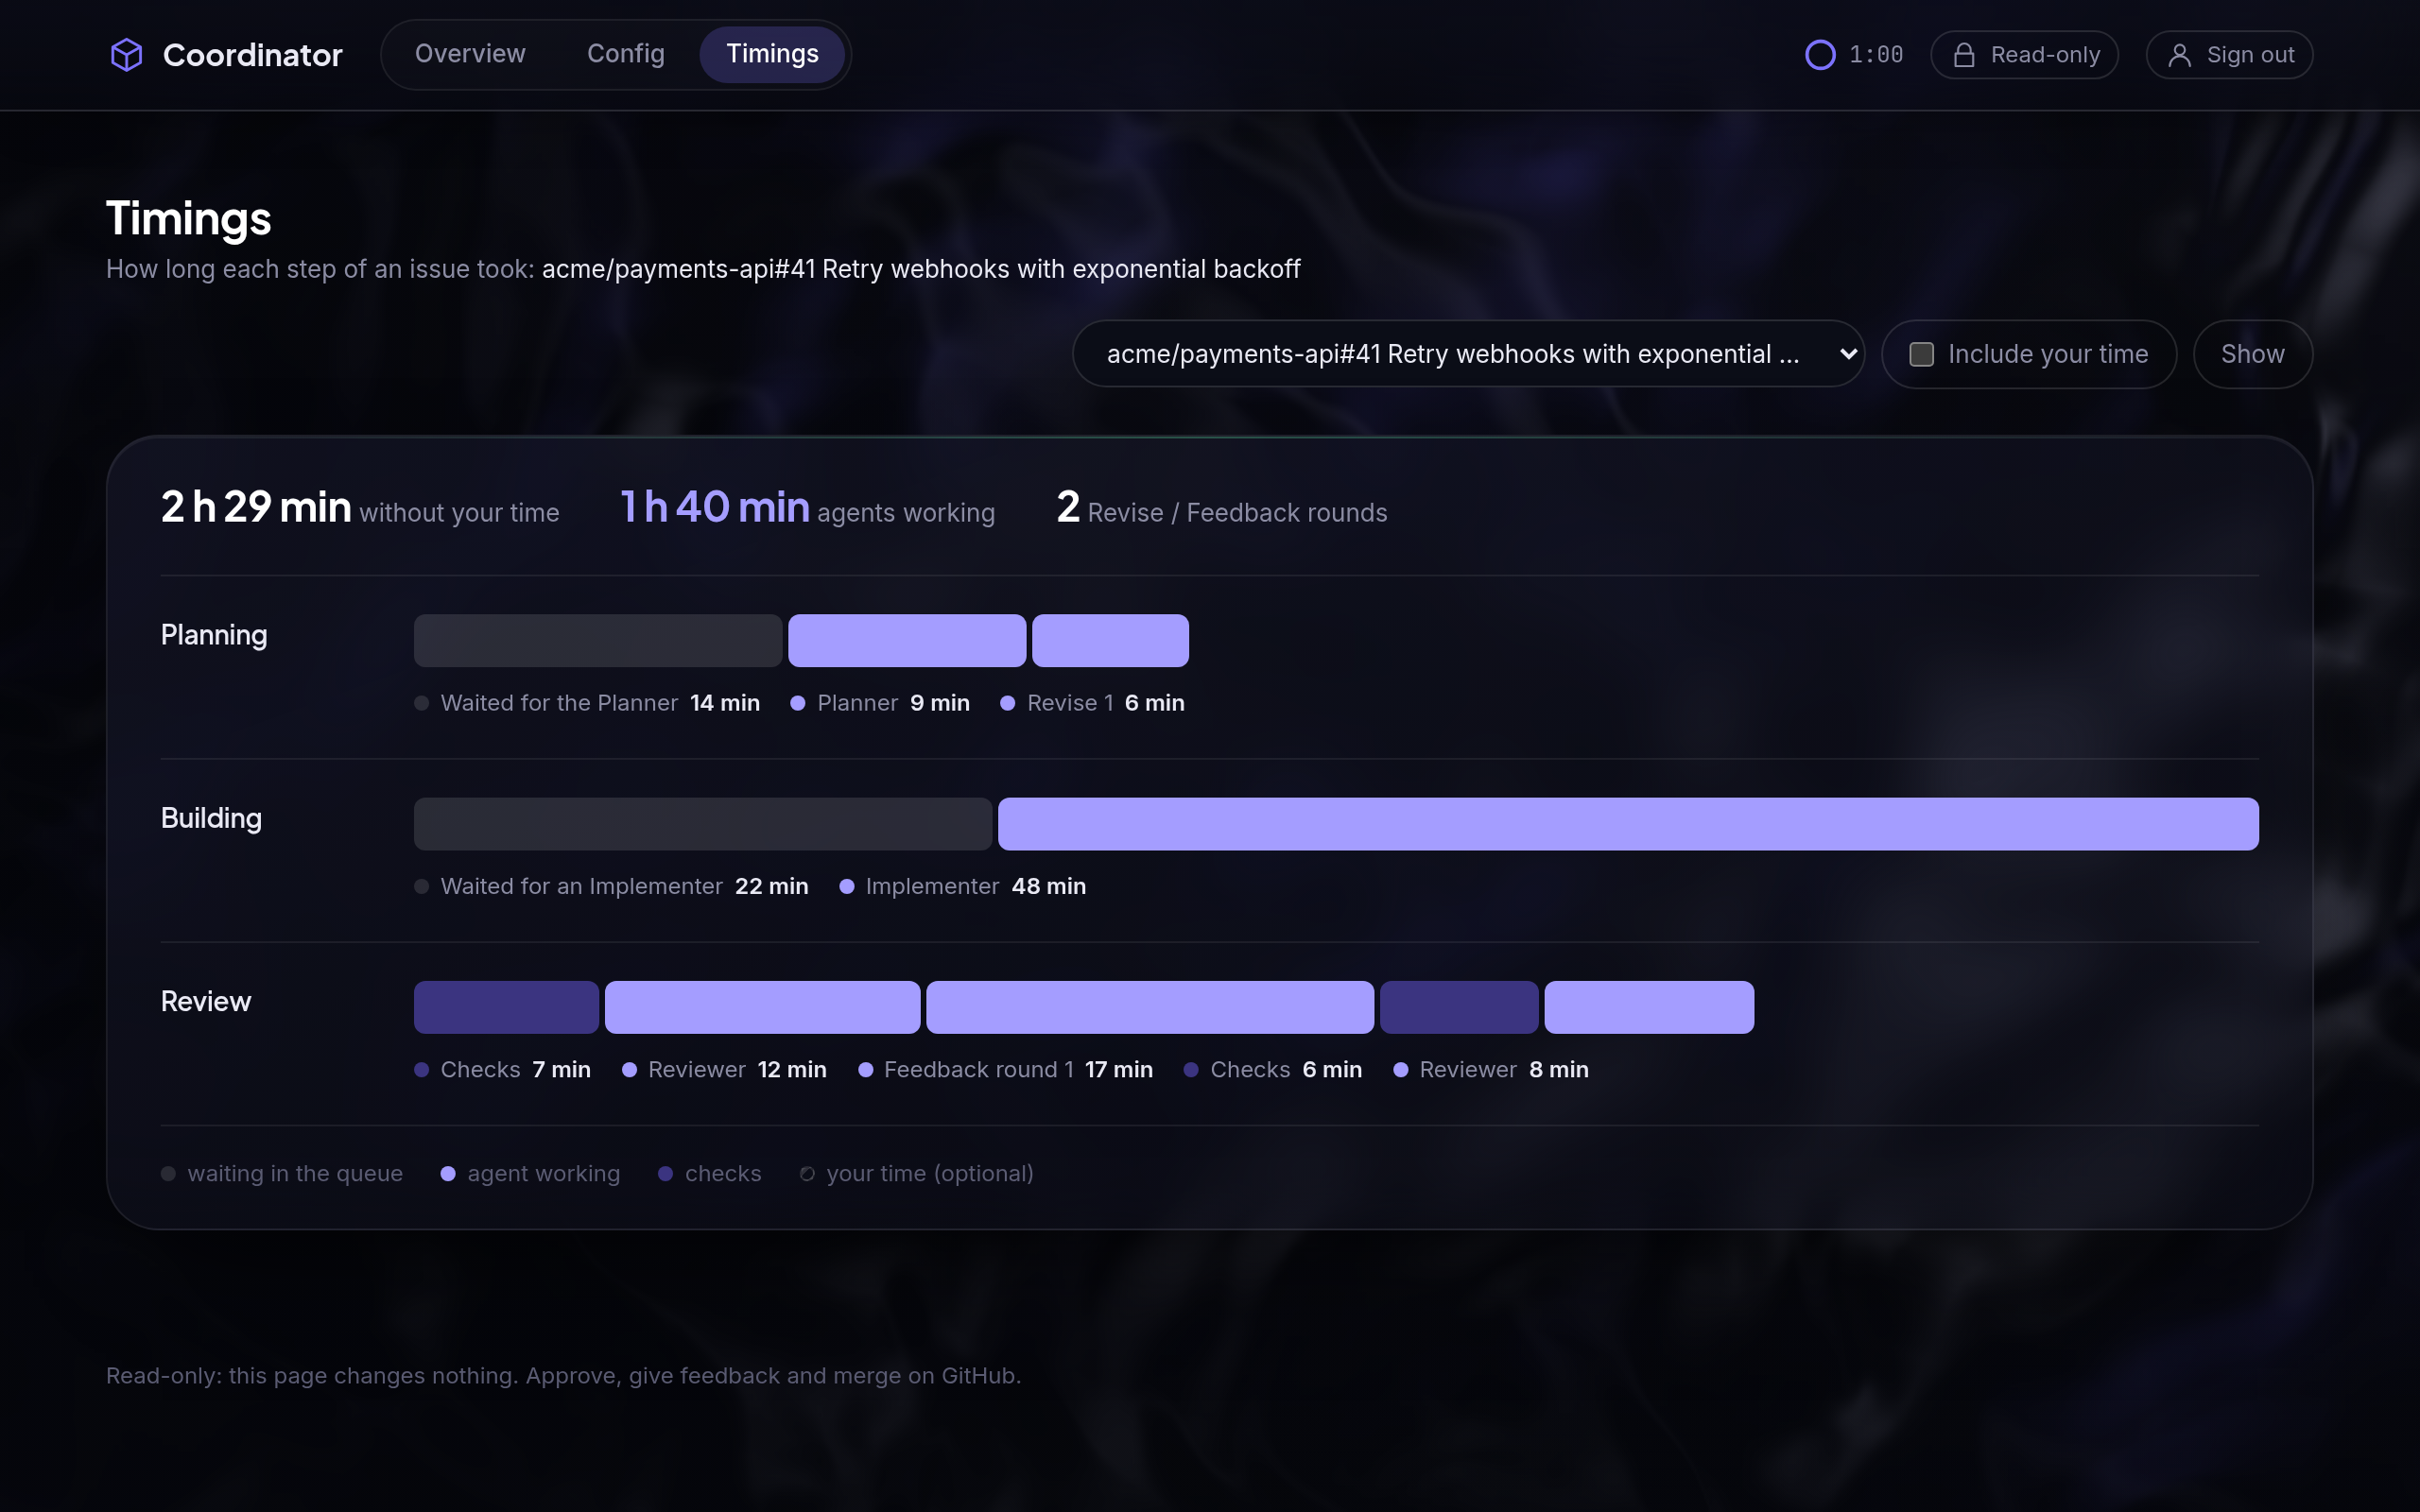 Coordinator Overview Config Timings 1:00 Read-only Sign out
Timings
How long each step of an issue took: acme/payments-api#41 Retry webhooks with exponential backoff
acme/payments-api#41 Retry webhooks with exponential ... Include your time Show
2 h 29 min without your time 1 h 40 min agents working 2 Revise / Feedback rounds
Planning
Waited for the Planner 14 min Planner 9 min Revise 1 6 min
Building
Waited for an Implementer 22 min Implementer 48 min
Review
Checks 7 min Reviewer 12 min Feedback round 1 17 min Checks 6 min Reviewer 8 min
waiting in the queue agent working checks your time (optional)
Read-only: this page changes nothing. Approve, give feedback and merge on GitHub.